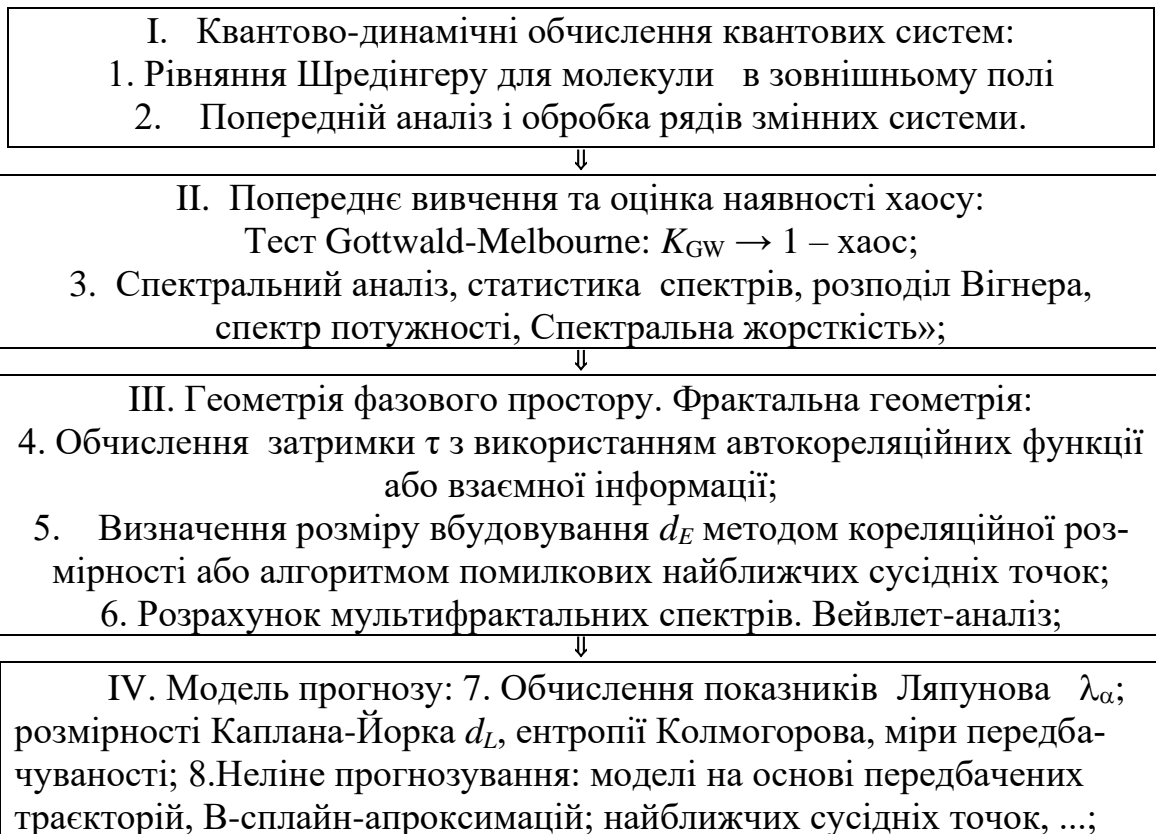 I. Квантово-динамічні обчислення квантових систем:
1. Рівняння Шредінгеру для молекули в зовнішньому полі
2. Попередній аналіз і обробка рядів змінних системи.
⇓
II. Попереднє вивчення та оцінка наявності хаосу:
Тест Gottwald-Melbourne: K_GW → 1 – хаос;
3. Спектральний аналіз, статистика спектрів, розподіл Вігнера,
спектр потужності, Спектральна жорсткість»;
⇓
III. Геометрія фазового простору. Фрактальна геометрія:
4. Обчислення затримки τ з використанням автокореляційних функції
або взаємної інформації;
5. Визначення розміру вбудовування d_E методом кореляційної роз-
мірності або алгоритмом помилкових найближчих сусідніх точок;
6. Розрахунок мультифрактальних спектрів. Вейвлет-аналіз;
⇓
IV. Модель прогнозу: 7. Обчислення показників Ляпунова λ_α;
розмірності Каплана-Йорка d_L, ентропії Колмогорова, міри передба-
чуваності; 8.Неліне прогнозування: моделі на основі передбачених
траєкторій, В-сплайн-апроксимацій; найближчих сусідніх точок, ...;